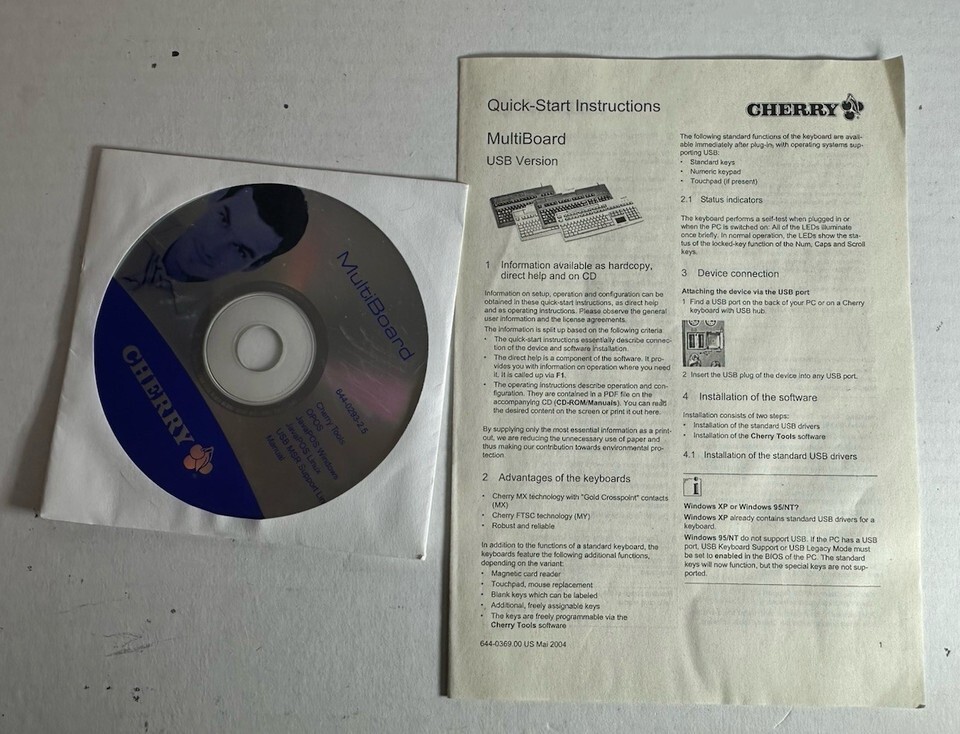 MultiBoard
CHERRY
644-0293-2.5
Cherry Tools
OPOS
JavaPOS Windows
JavaPOS Linux
USB MSR Support
Manual
Quick-Start Instructions
CHERRY
MultiBoard
USB Version
1 Information available as hardcopy,
direct help and on CD
Information on setup, operation and configuration can be
obtained in these quick-start instructions, as direct help
and as operating instructions. Please observe the general
user information and the license agreements.
The information is split up based on the following criteria
• The quick-start instructions essentially describe connec-
tion of the device and software installation.
• The direct help is a component of the software. It pro-
vides you with information on operation where you need
it. It is called up via F1.
• The operating instructions describe operation and con-
figuration. They are contained in a PDF file on the
accompanying CD (CD-ROM/Manuals). You can read
the desired content on the screen or print it out here.
By supplying only the most essential information as a print-
out, we are reducing the unnecessary use of paper and
thus making our contribution towards environmental pro-
tection
2 Advantages of the keyboards
• Cherry MX technology with "Gold Crosspoint" contacts
(MX)
• Cherry FTSC technology (MY)
• Robust and reliable
In addition to the functions of a standard keyboard, the
keyboards feature the following additional functions,
depending on the variant:
• Magnetic card reader
• Touchpad, mouse replacement
• Blank keys which can be labeled
• Additional, freely assignable keys
• The keys are freely programmable via the
Cherry Tools software
644-0369.00 US Mai 2004
The following standard functions of the keyboard are avail-
able immediately after plug-in, with operating systems sup-
porting USB:
• Standard keys
• Numeric keypad
• Touchpad (if present)
2.1 Status indicators
The keyboard performs a self-test when plugged in or
when the PC is switched on: All of the LEDs illuminate
once briefly. In normal operation, the LEDs show the sta-
tus of the locked-key function of the Num, Caps and Scroll
keys.
3 Device connection
Attaching the device via the USB port
1 Find a USB port on the back of your PC or on a Cherry
keyboard with USB hub.
2 Insert the USB plug of the device into any USB port.
4 Installation of the software
Installation consists of two steps:
• Installation of the standard USB drivers
• Installation of the Cherry Tools software
4.1 Installation of the standard USB drivers
i
Windows XP or Windows 95/NT?
Windows XP already contains standard USB drivers for a
keyboard.
Windows 95/NT do not support USB. If the PC has a USB
port, USB Keyboard Support or USB Legacy Mode must
be set to enabled in the BIOS of the PC. The standard
keys will now function, but the special keys are not sup-
ported.
1